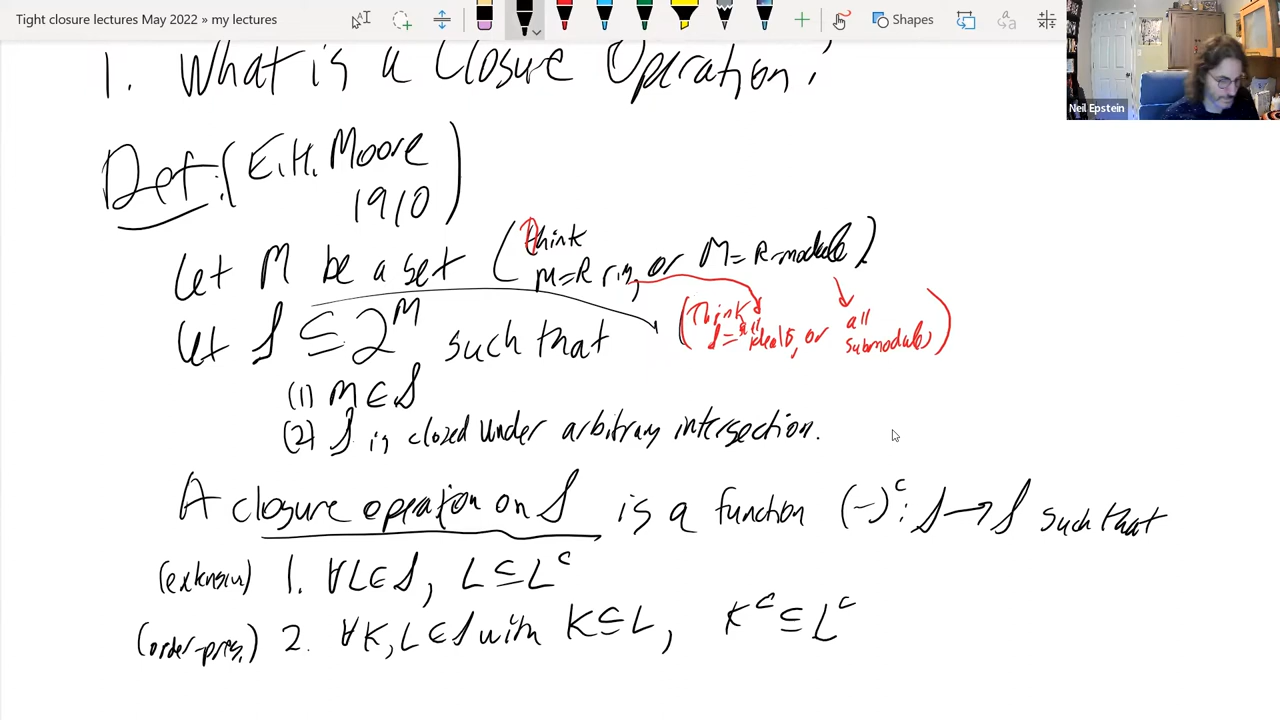 Tight closure lectures May 2022 » my lectures
Shapes
Neil Epstein
1. What is a Closure Operation?
Def: (E.H. Moore
1910)
Let M be a set (Think
M=R ring, or M=R-module)
Let 𝒮 ⊆ 2^M such that
(Think
𝒮= all ideals, or all submodules)
(1) M ∈ 𝒮
(2) 𝒮 is closed under arbitrary intersection.
A closure operation on 𝒮 is a function (-)^c : 𝒮 → 𝒮 such that
(extension) 1. ∀L∈𝒮, L ⊆ L^c
(order-pres.) 2. ∀K, L ∈ 𝒮 with K ⊆ L, K^c ⊆ L^c